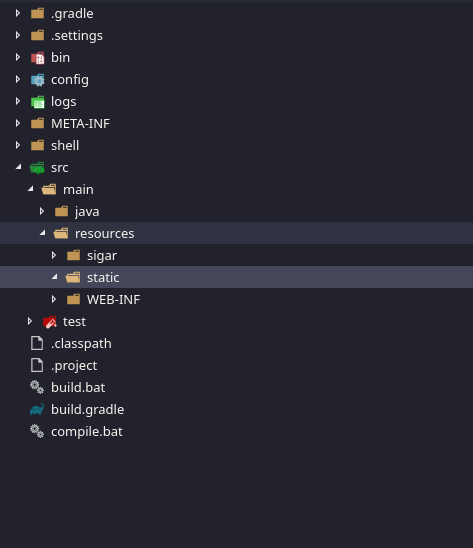 .gradle
.settings
bin
config
logs
META-INF
shell
src
main
java
resources
sigar
static
WEB-INF
test
.classpath
.project
build.bat
build.gradle
compile.bat